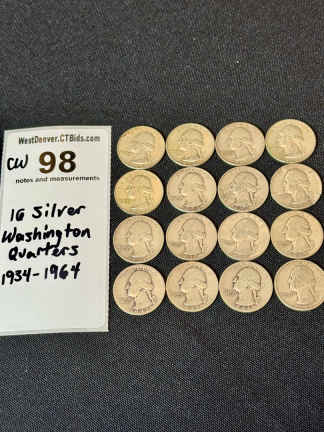 WestDenver.CTBids.com
CW 98
notes and measurements
16 Silver
Washington
Quarters
1934-1964